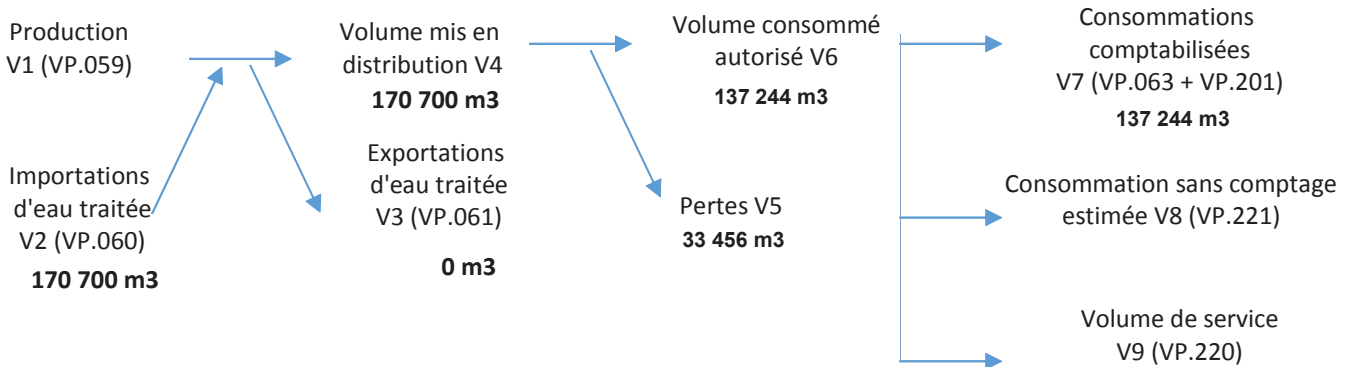 Production
V1 (VP.059)
Importations
d'eau traitée
V2 (VP.060)
170 700 m3
Volume mis en
distribution V4
170 700 m3
Exportations
d'eau traitée
V3 (VP.061)
0 m3
Volume consommé
autorisé V6
137 244 m3
Pertes V5
33 456 m3
Consommations
comptabilisées
V7 (VP.063 + VP.201)
137 244 m3
Consommation sans comptage
estimée V8 (VP.221)
Volume de service
V9 (VP.220)